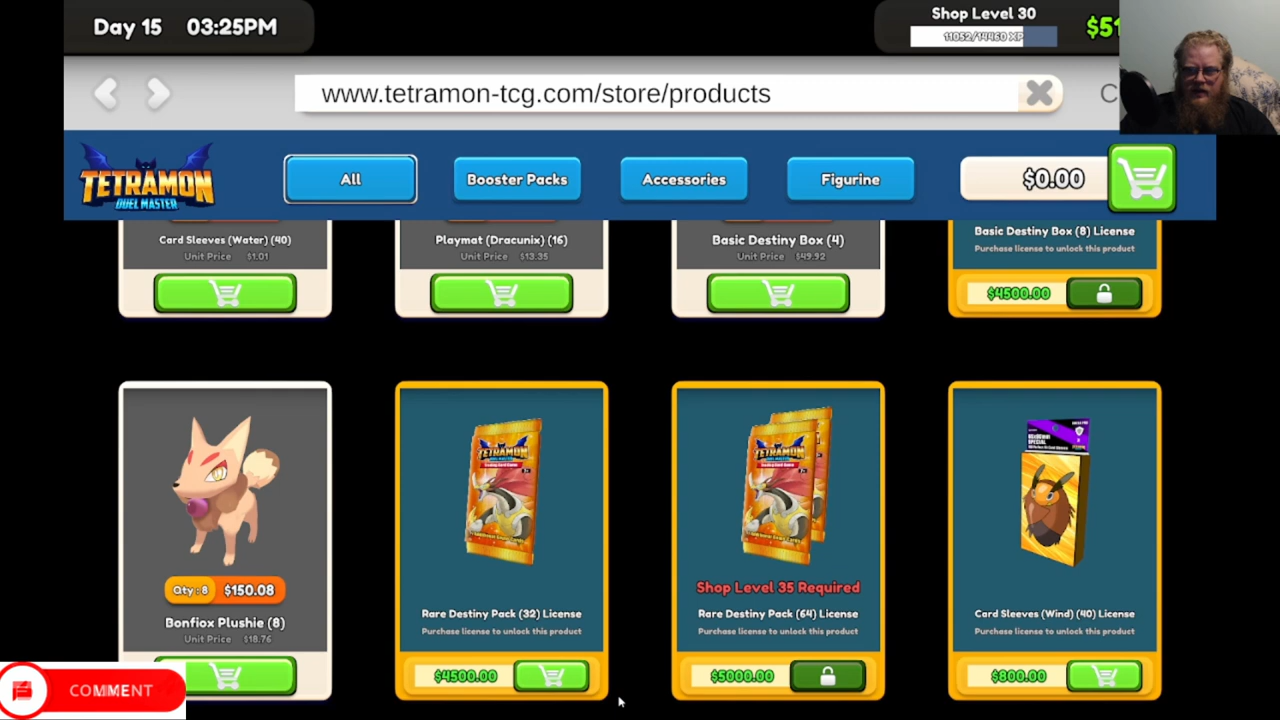 Day 15 03:25PM
Shop Level 30
11052/14460 XP
$51
www.tetramon-tcg.com/store/products
C
TETRAMON
DUEL MASTER
All
Booster Packs
Accessories
Figurine
$0.00
Card Sleeves (Water) (40)
Unit Price $1.01
Playmat (Dracunix) (16)
Unit Price $13.35
Basic Destiny Box (4)
Unit Price $49.92
Basic Destiny Box (8) License
Purchase license to unlock this product
$4500.00
Qty: 8 $150.08
Bonfiox Plushie (8)
Unit Price $18.76
TETRAMON
Rare Destiny Pack (32) License
Purchase license to unlock this product
$4500.00
TETRAMON
Shop Level 35 Required
Rare Destiny Pack (64) License
Purchase license to unlock this product
$5000.00
Card Sleeves (Wind) (40) License
Purchase license to unlock this product
$800.00
COMMENT